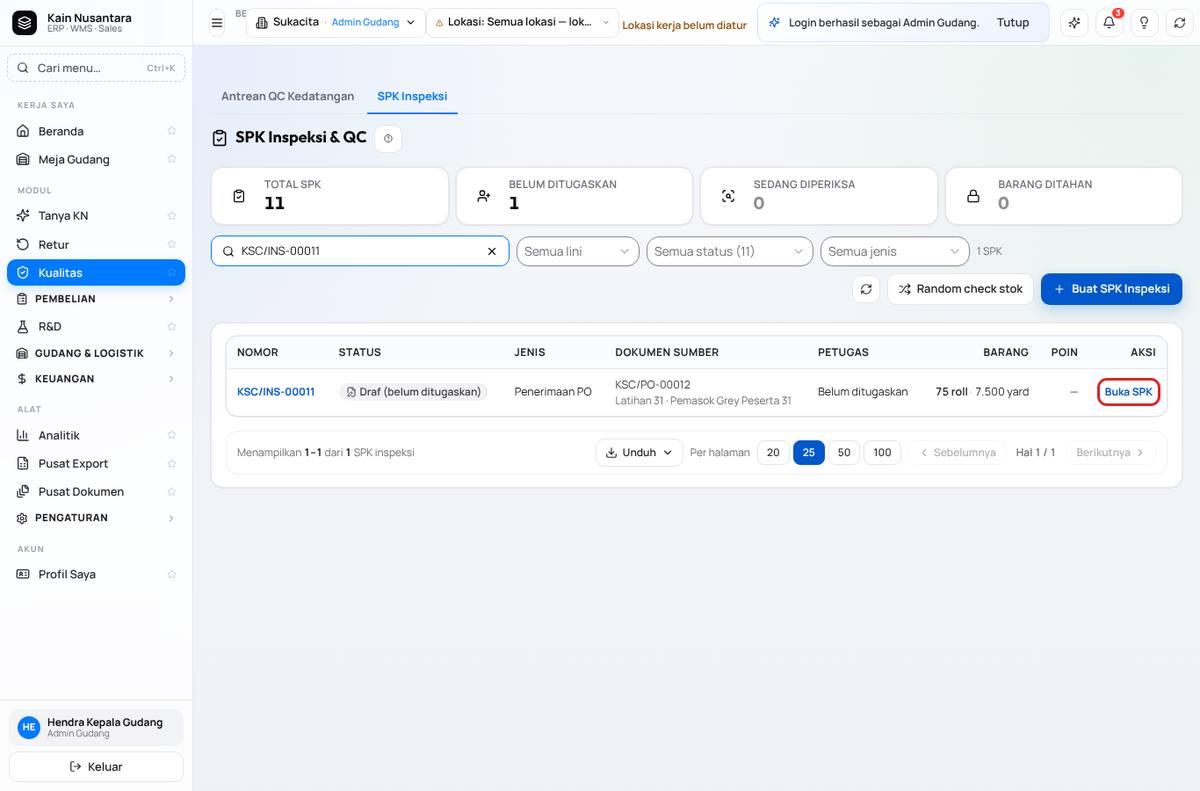 Kain Nusantara
ERP · WMS · Sales
Cari menu... Ctrl+K
KERJA SAYA
Beranda
Meja Gudang
MODUL
Tanya KN
Retur
Kualitas
PEMBELIAN
R&D
GUDANG & LOGISTIK
KEUANGAN
ALAT
Analitik
Pusat Export
Pusat Dokumen
PENGATURAN
AKUN
Profil Saya
HE Hendra Kepala Gudang
Admin Gudang
Keluar
BE
Sukacita · Admin Gudang
Lokasi: Semua lokasi — lok...
Lokasi kerja belum diatur
Login berhasil sebagai Admin Gudang. Tutup
3
Antrean QC Kedatangan SPK Inspeksi
SPK Inspeksi & QC
TOTAL SPK
11
BELUM DITUGASKAN
1
SEDANG DIPERIKSA
0
BARANG DITAHAN
0
KSC/INS-00011 Semua lini Semua status (11) Semua jenis 1 SPK
Random check stok Buat SPK Inspeksi
NOMOR STATUS JENIS DOKUMEN SUMBER PETUGAS BARANG POIN AKSI
KSC/INS-00011 Draf (belum ditugaskan) Penerimaan PO KSC/PO-00012 Belum ditugaskan 75 roll · 7.500 yard — Buka SPK
Latihan 31 · Pemasok Grey Peserta 31
Menampilkan 1–1 dari 1 SPK inspeksi Unduh Per halaman 20 25 50 100 Sebelumnya Hal 1 / 1 Berikutnya